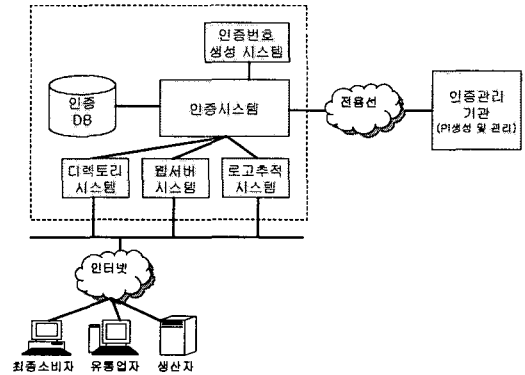 인증번호
생성 시스템
인증
DB
인증시스템
전용선
인증관리
기관
(PI생성 및 관리)
디렉토리
시스템
웹서버
시스템
로고추적
시스템
인터넷
최종소비자
유통업자
생산자